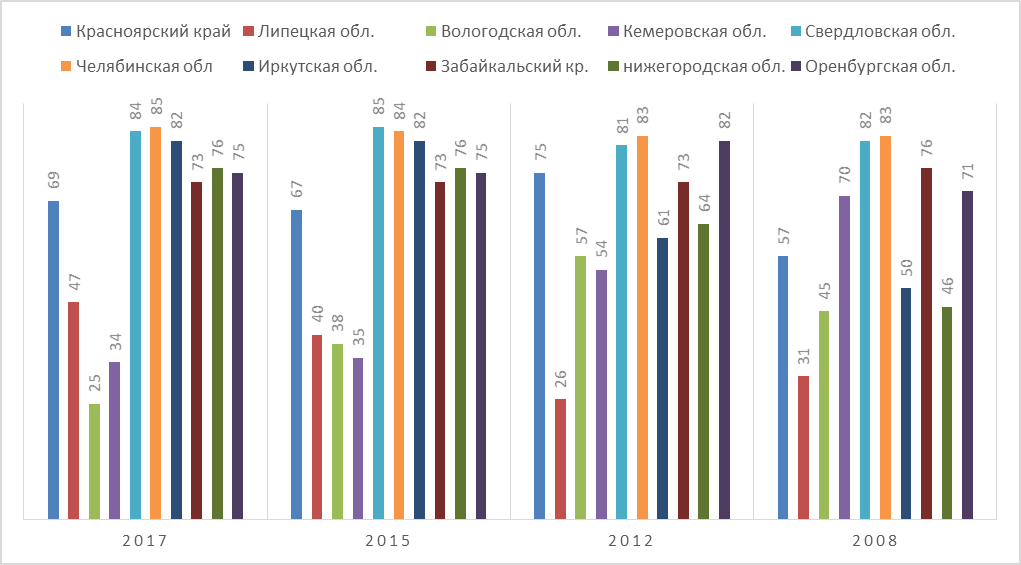 Красноярский край Липецкая обл. Вологодская обл. Кемеровская обл. Свердловская обл.
Челябинская обл Иркутская обл. Забайкальский кр. нижегородская обл. Оренбургская обл.
69 47 25 34 84 85 82 73 76 75
67 40 38 35 85 84 82 73 76 75
75 26 57 54 81 83 61 73 64 82
57 31 45 70 82 83 50 76 46 71
2017 2015 2012 2008